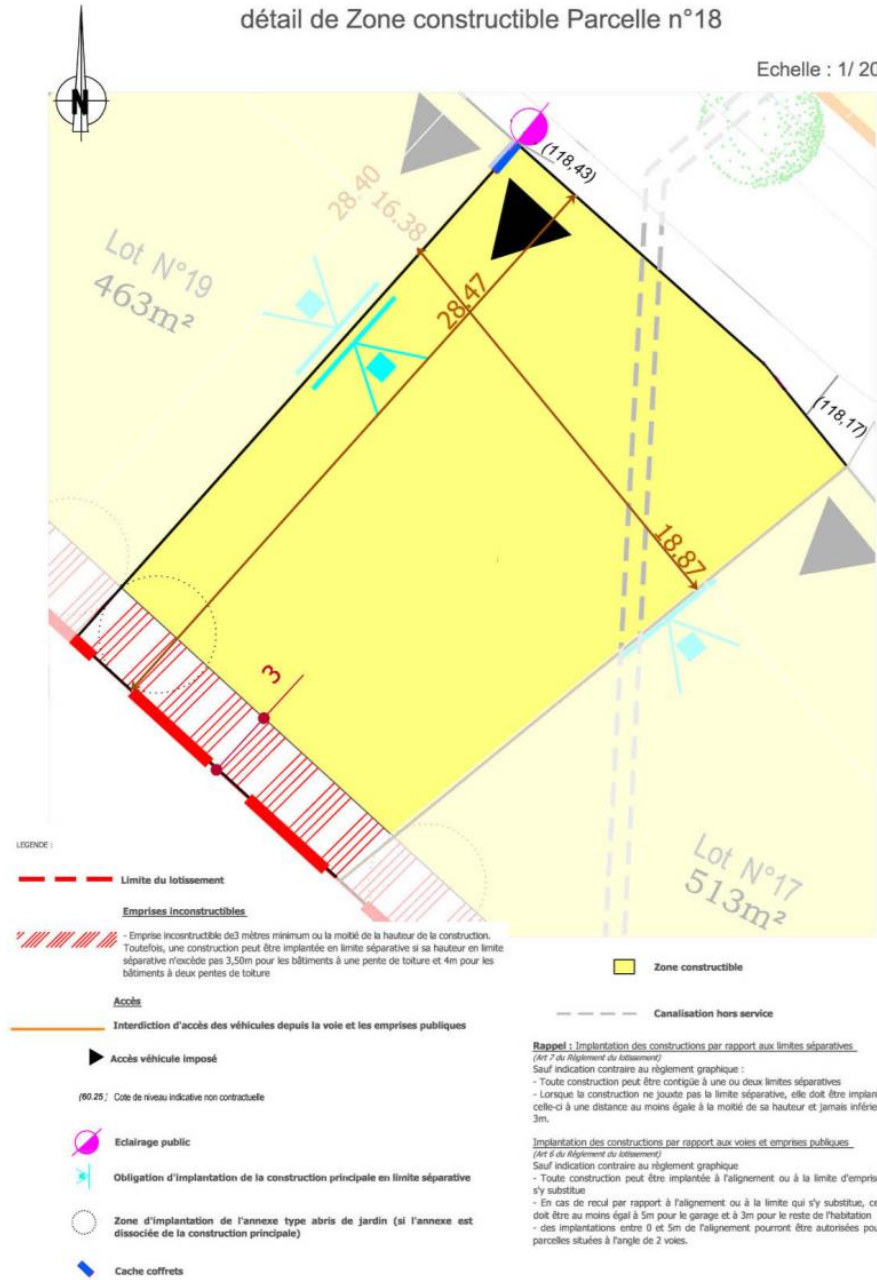 détail de Zone constructible Parcelle n°18
Echelle : 1/ 20
N
(118,43)
28.40
16.38
Lot N°19
463m²
28.47
(118,17)
18,87
3
Lot N°17
513m²
LEGENDE :
Limite du lotissement
Emprises inconstructibles
- Emprise incosntructible de3 mètres minimum ou la moitié de la hauteur de la construction.
Toutefois, une construction peut être implantée en limite séparative si sa hauteur en limite
séparative n'excède pas 3,50m pour les bâtiments à une pente de toiture et 4m pour les
bâtiments à deux pentes de toiture
Accès
Interdiction d'accès des véhicules depuis la voie et les emprises publiques
Accès véhicule imposé
(60.25) Cote de niveau indicative non contractuelle
Eclairage public
Obligation d'implantation de la construction principale en limite séparative
Zone d'implantation de l'annexe type abris de jardin (si l'annexe est
dissociée de la construction principale)
Cache coffrets
Zone constructible
Canalisation hors service
Rappel : Implantation des constructions par rapport aux limites séparatives
(Art 7 du Règlement du lotissement)
Sauf indication contraire au règlement graphique :
- Toute construction peut être contigüe à une ou deux limites séparatives
- Lorsque la construction ne jouxte pas la limite séparative, elle doit être implan
celle-ci à une distance au moins égale à la moitié de sa hauteur et jamais inférie
3m.
Implantation des constructions par rapport aux voies et emprises publiques
(Art 6 du Règlement du lotissement)
Sauf indication contraire au règlement graphique
- Toute construction peut être implantée à l'alignement ou à la limite d'emprise
s'y substitue
- En cas de recul par rapport à l'alignement ou à la limite qui s'y substitue, ce
doit être au moins égal à 5m pour le garage et à 3m pour le reste de l'habitation
- des implantations entre 0 et 5m de l'alignement pourront être autorisées pou
parcelles situées à l'angle de 2 voies.